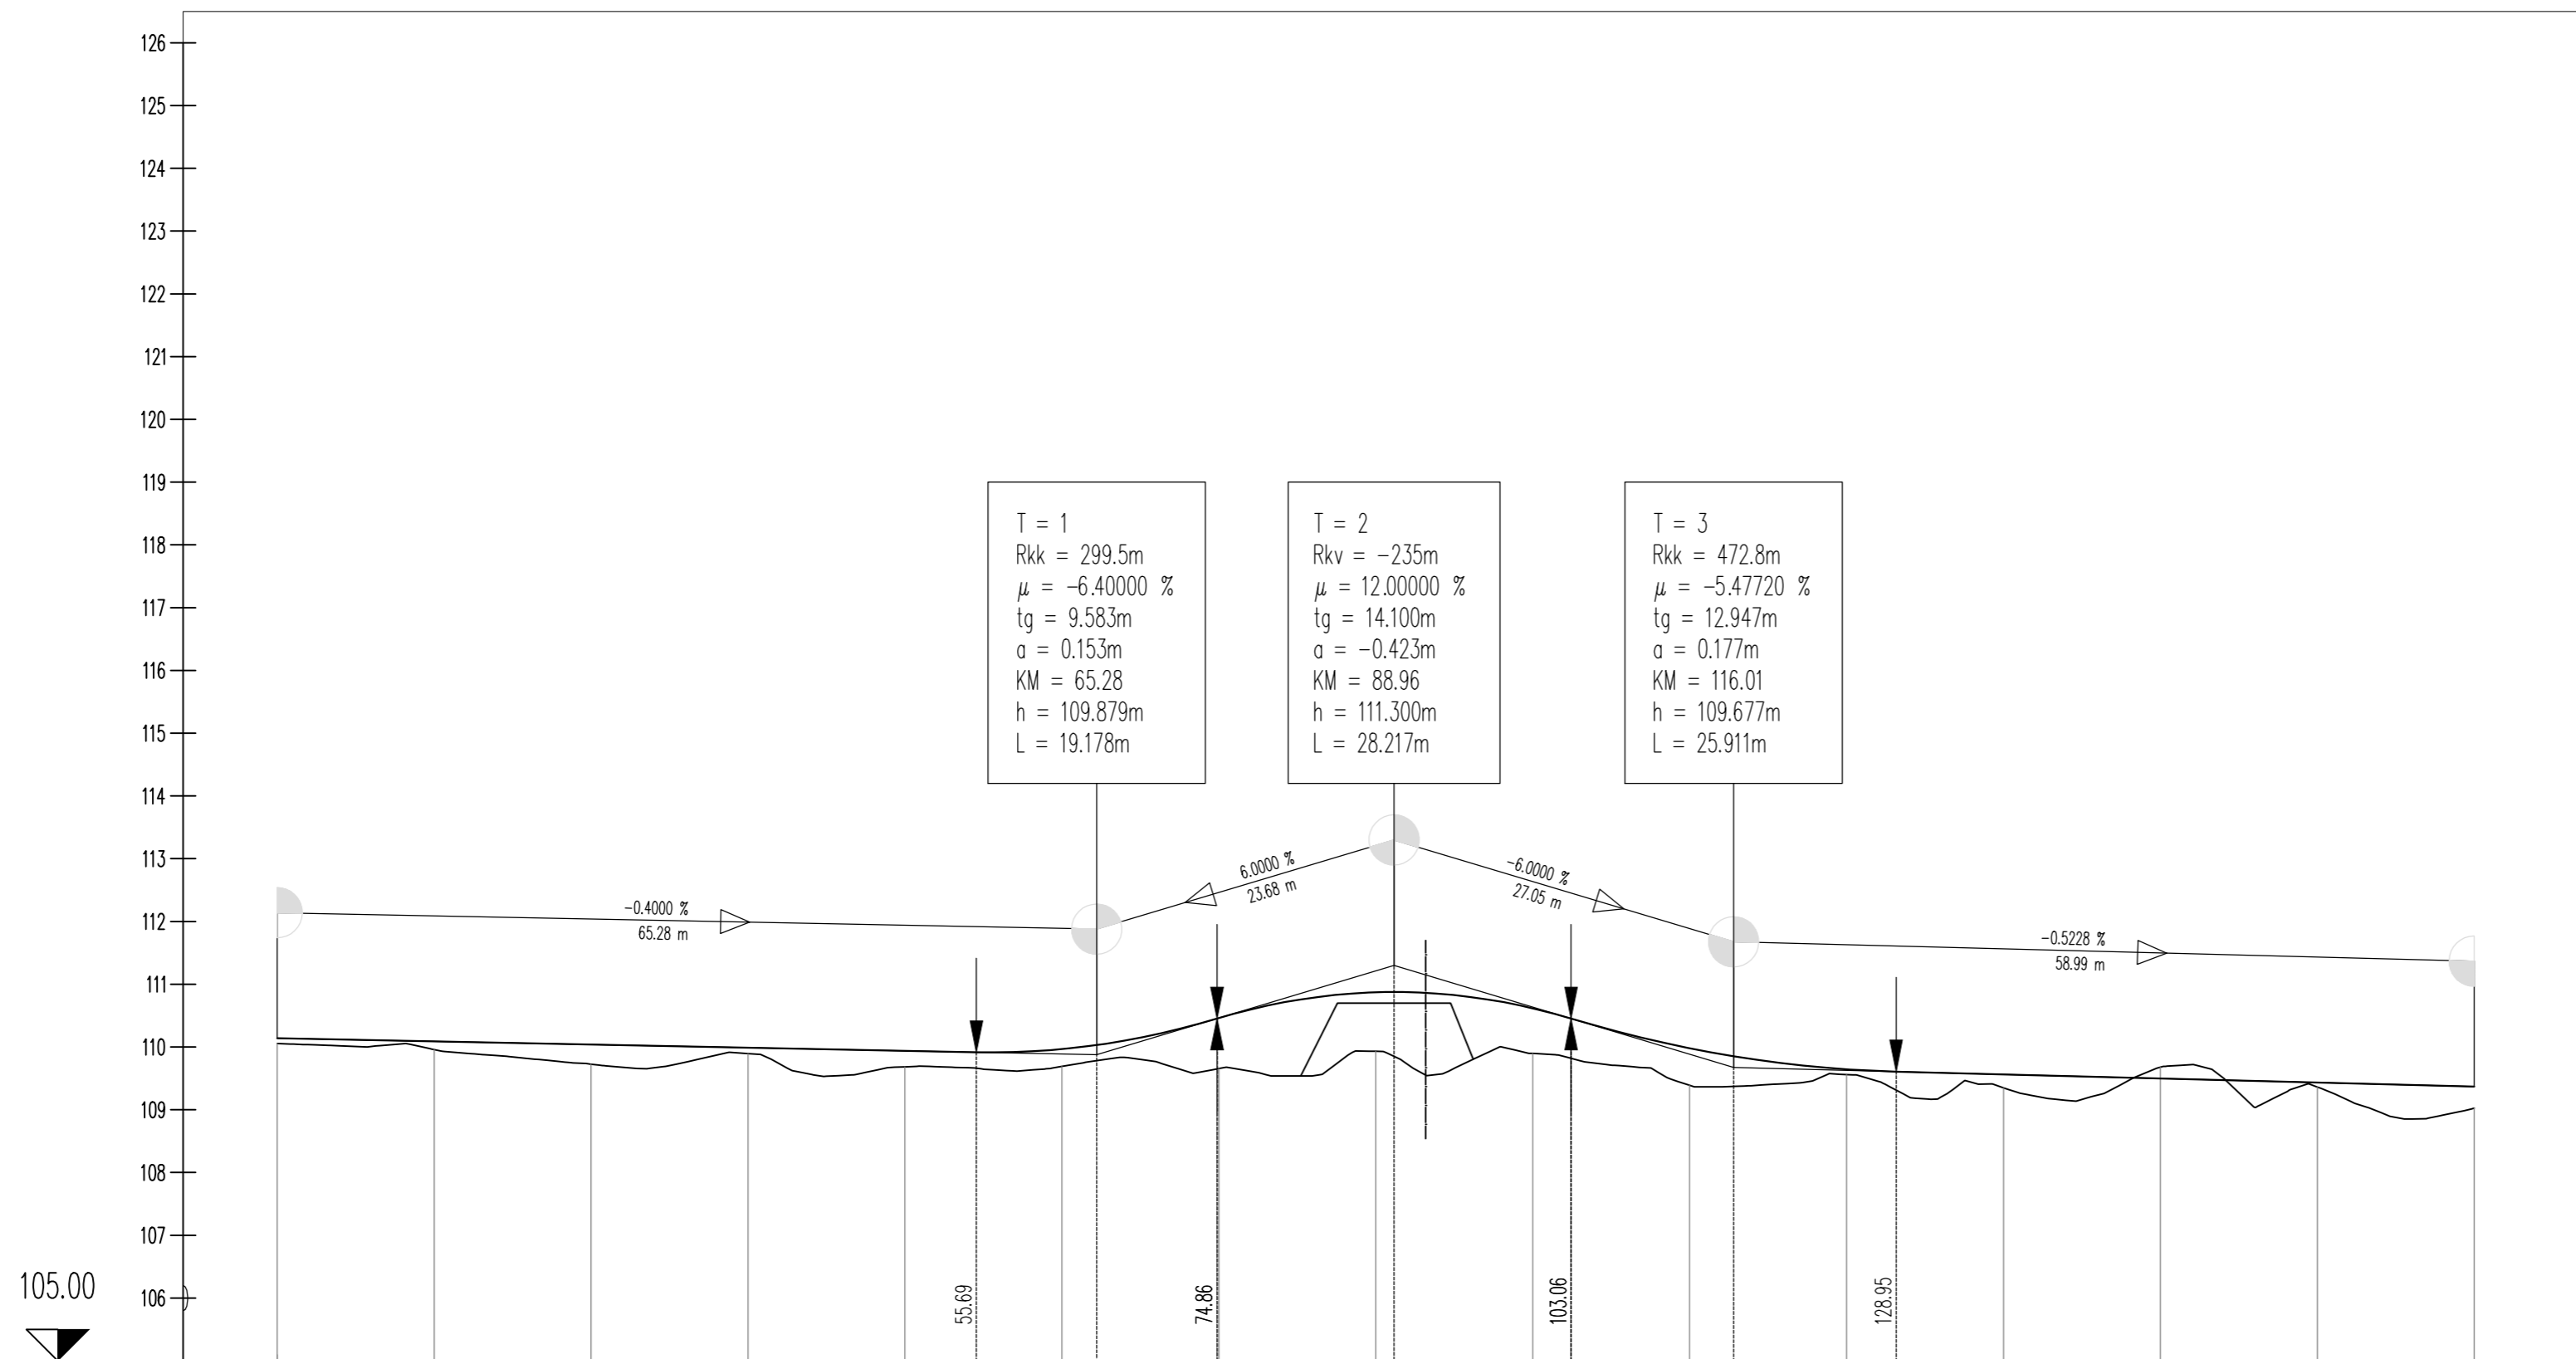 126
125
124
123
122
121
120
119
118
117
116
115
114
113
112
111
110
109
108
107
106
105.00
T = 1
Rkk = 299.5m
μ = -6.40000 %
tg = 9.583m
a = 0.153m
KM = 65.28
h = 109.879m
L = 19.178m
T = 2
Rkv = -235m
μ = 12.00000 %
tg = 14.100m
a = -0.423m
KM = 88.96
h = 111.300m
L = 28.217m
T = 3
Rkk = 472.8m
μ = -5.47720 %
tg = 12.947m
a = 0.177m
KM = 116.01
h = 109.677m
L = 25.911m
-0.4000 %
65.28 m
6.0000 %
23.68 m
-6.0000 %
27.05 m
-0.5228 %
58.99 m
55.69
74.86
103.06
128.95